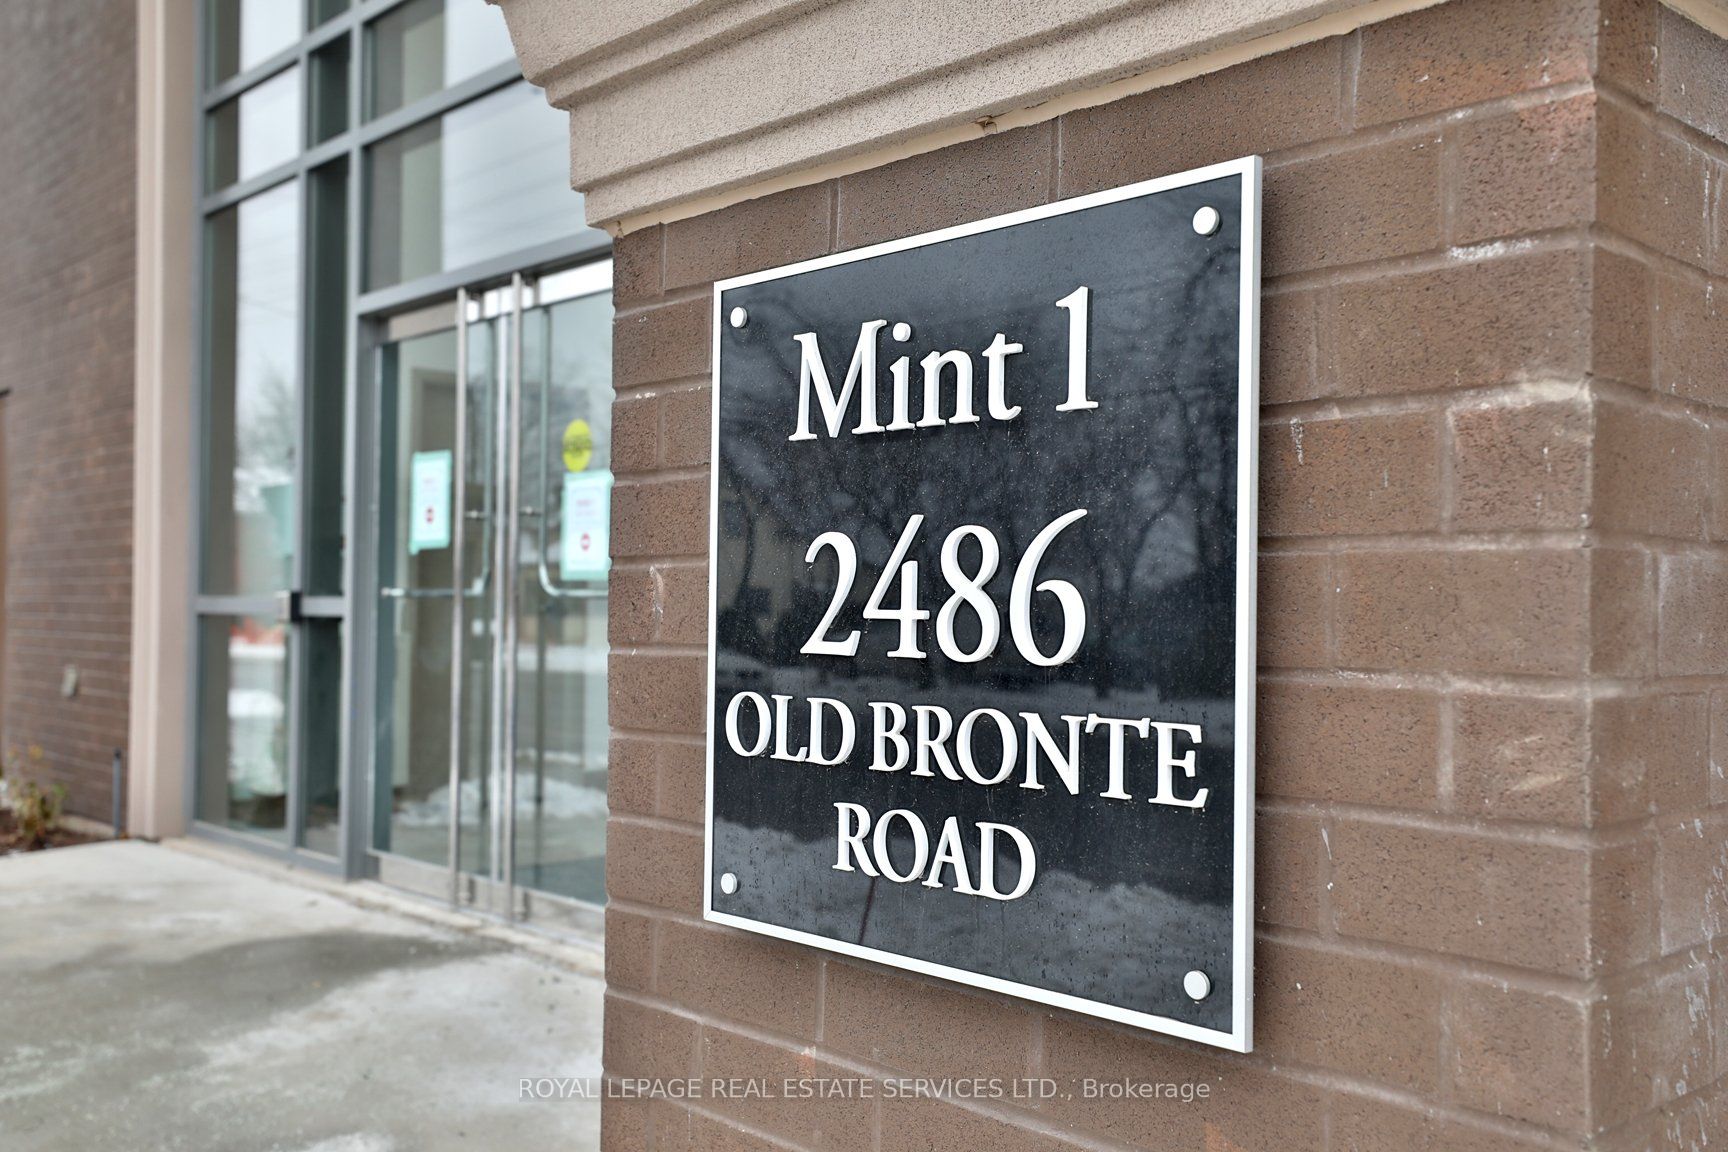 Mint 1
2486
OLD BRONTE
ROAD
ROYAL LEPAGE REAL ESTATE SERVICES LTD., Brokerage